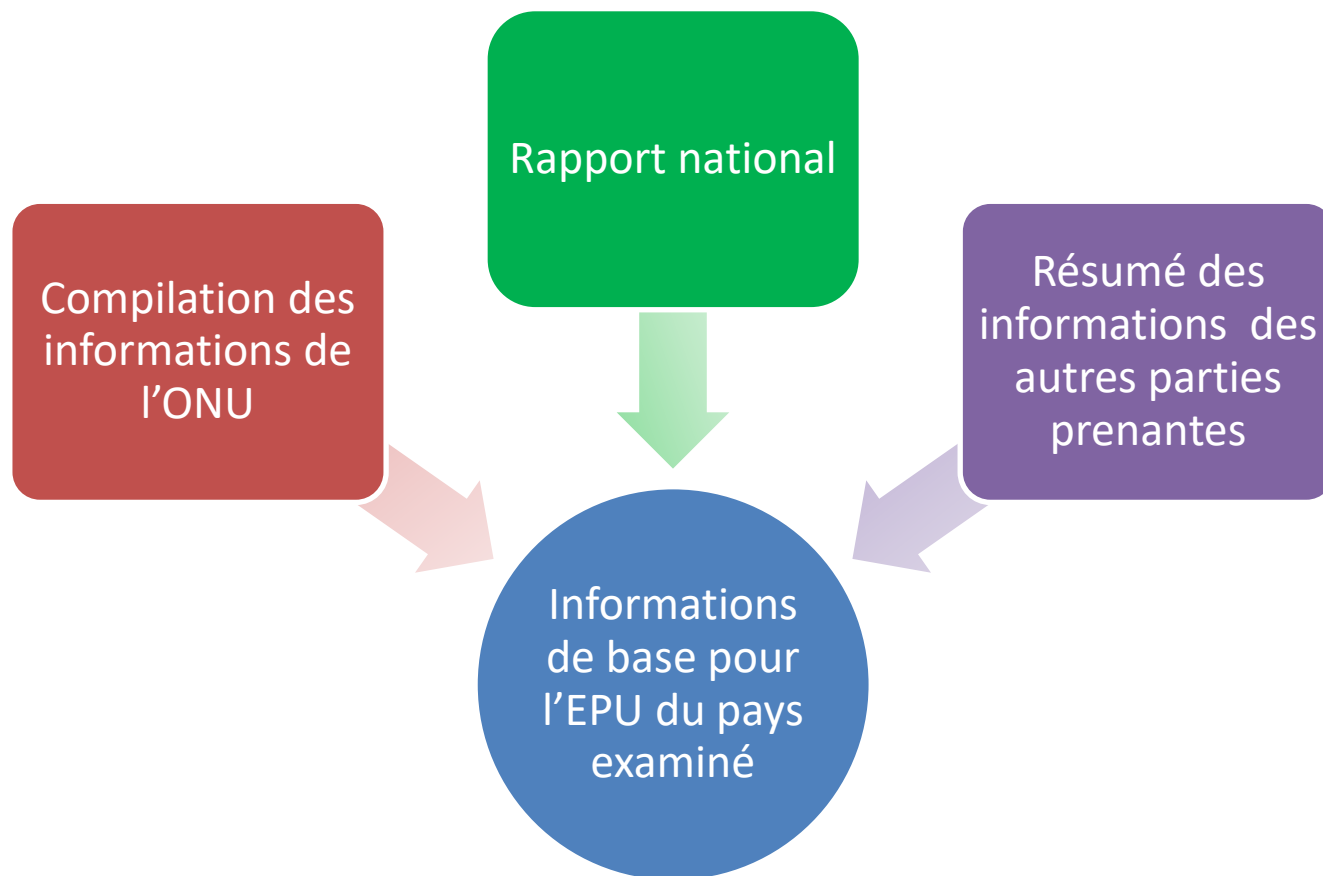 Rapport national
Compilation des
informations de
l’ONU
Résumé des
informations  des
autres parties
prenantes
Informations
de base pour
l’EPU du pays
examiné